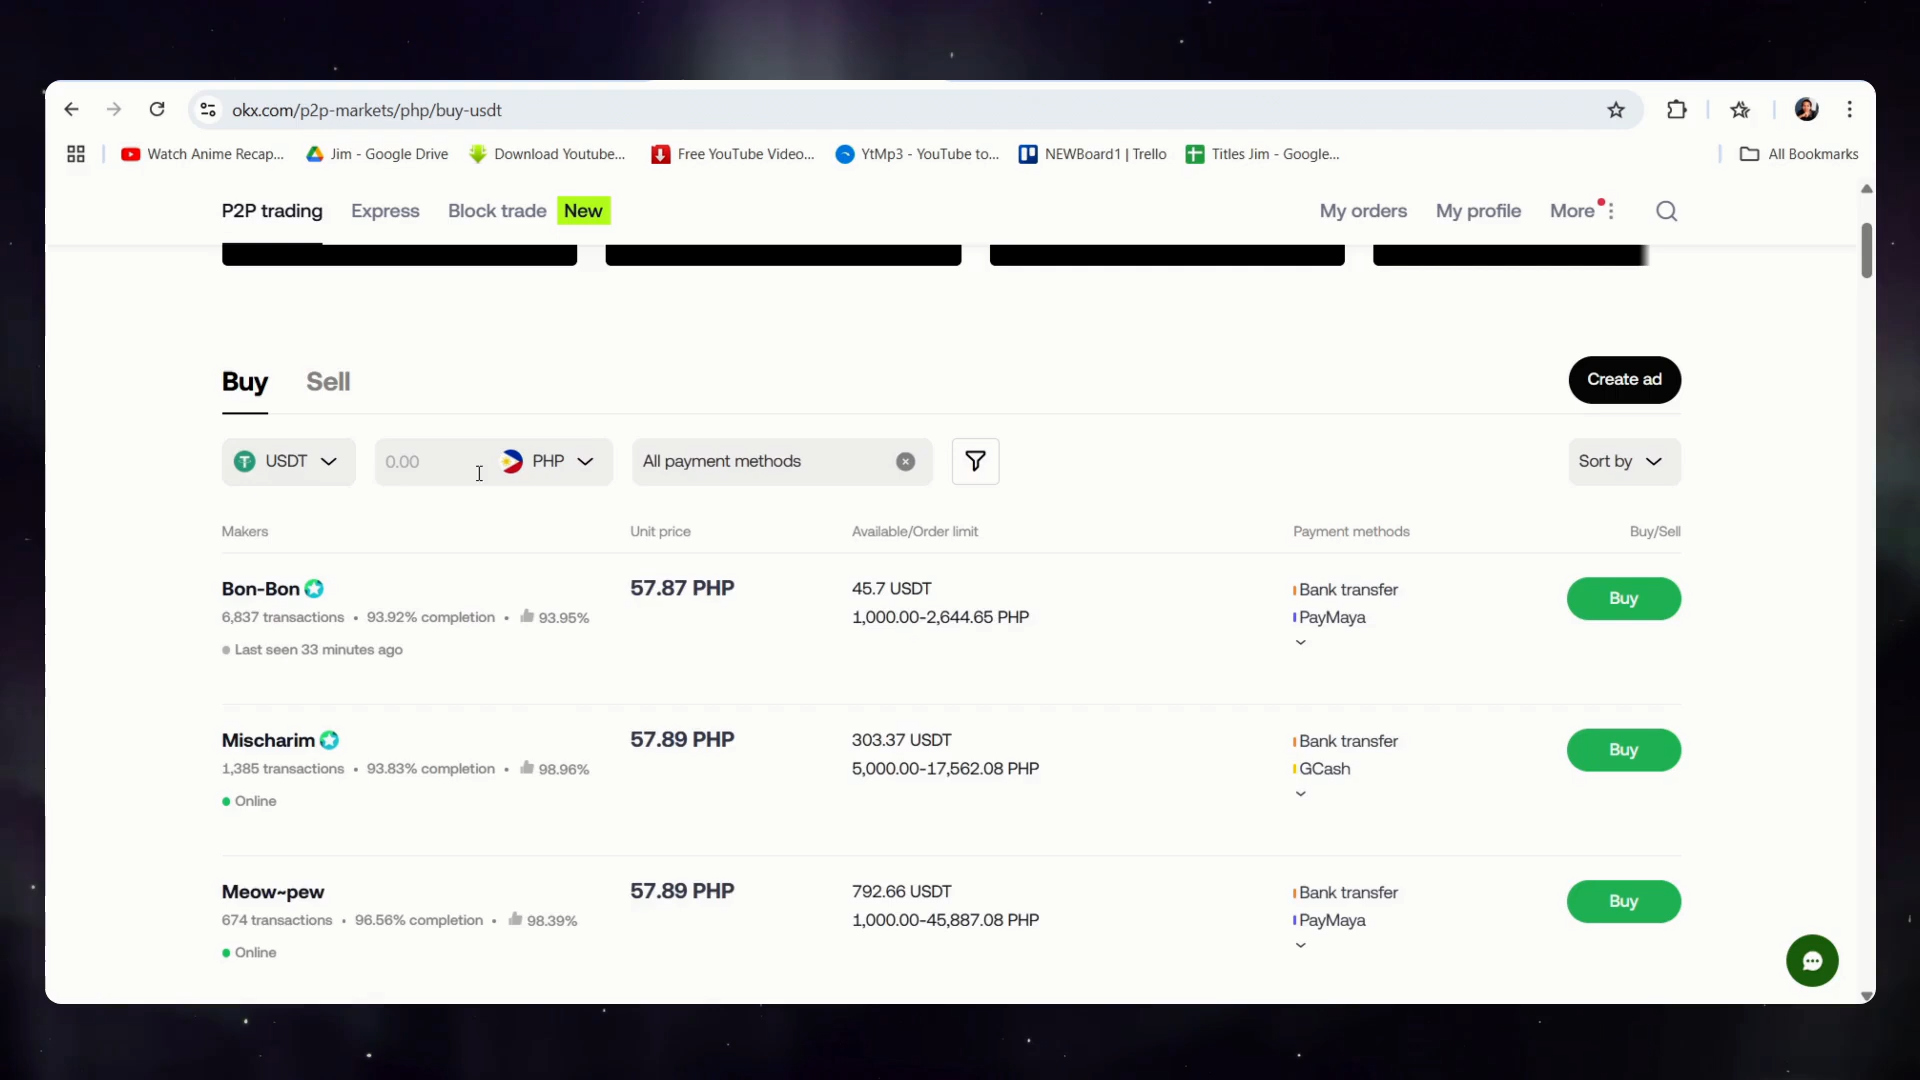 okx.com/p2p-markets/php/buy-usdt
Watch Anime Recap... Jim - Google Drive Download Youtube... Free YouTube Video... YtMp3 - YouTube to... NEWBoard1 | Trello Titles Jim - Google... All Bookmarks
P2P trading Express Block trade New My orders My profile More
Buy Sell Create ad
USDT 0.00 PHP All payment methods Sort by
Makers Unit price Available/Order limit Payment methods Buy/Sell
Bon-Bon 57.87 PHP 45.7 USDT Bank transfer Buy
6,837 transactions • 93.92% completion • 93.95% 1,000.00-2,644.65 PHP PayMaya
Last seen 33 minutes ago
Mischarim 57.89 PHP 303.37 USDT Bank transfer Buy
1,385 transactions • 93.83% completion • 98.96% 5,000.00-17,562.08 PHP GCash
Online
Meow~pew 57.89 PHP 792.66 USDT Bank transfer Buy
674 transactions • 96.56% completion • 98.39% 1,000.00-45,887.08 PHP PayMaya
Online